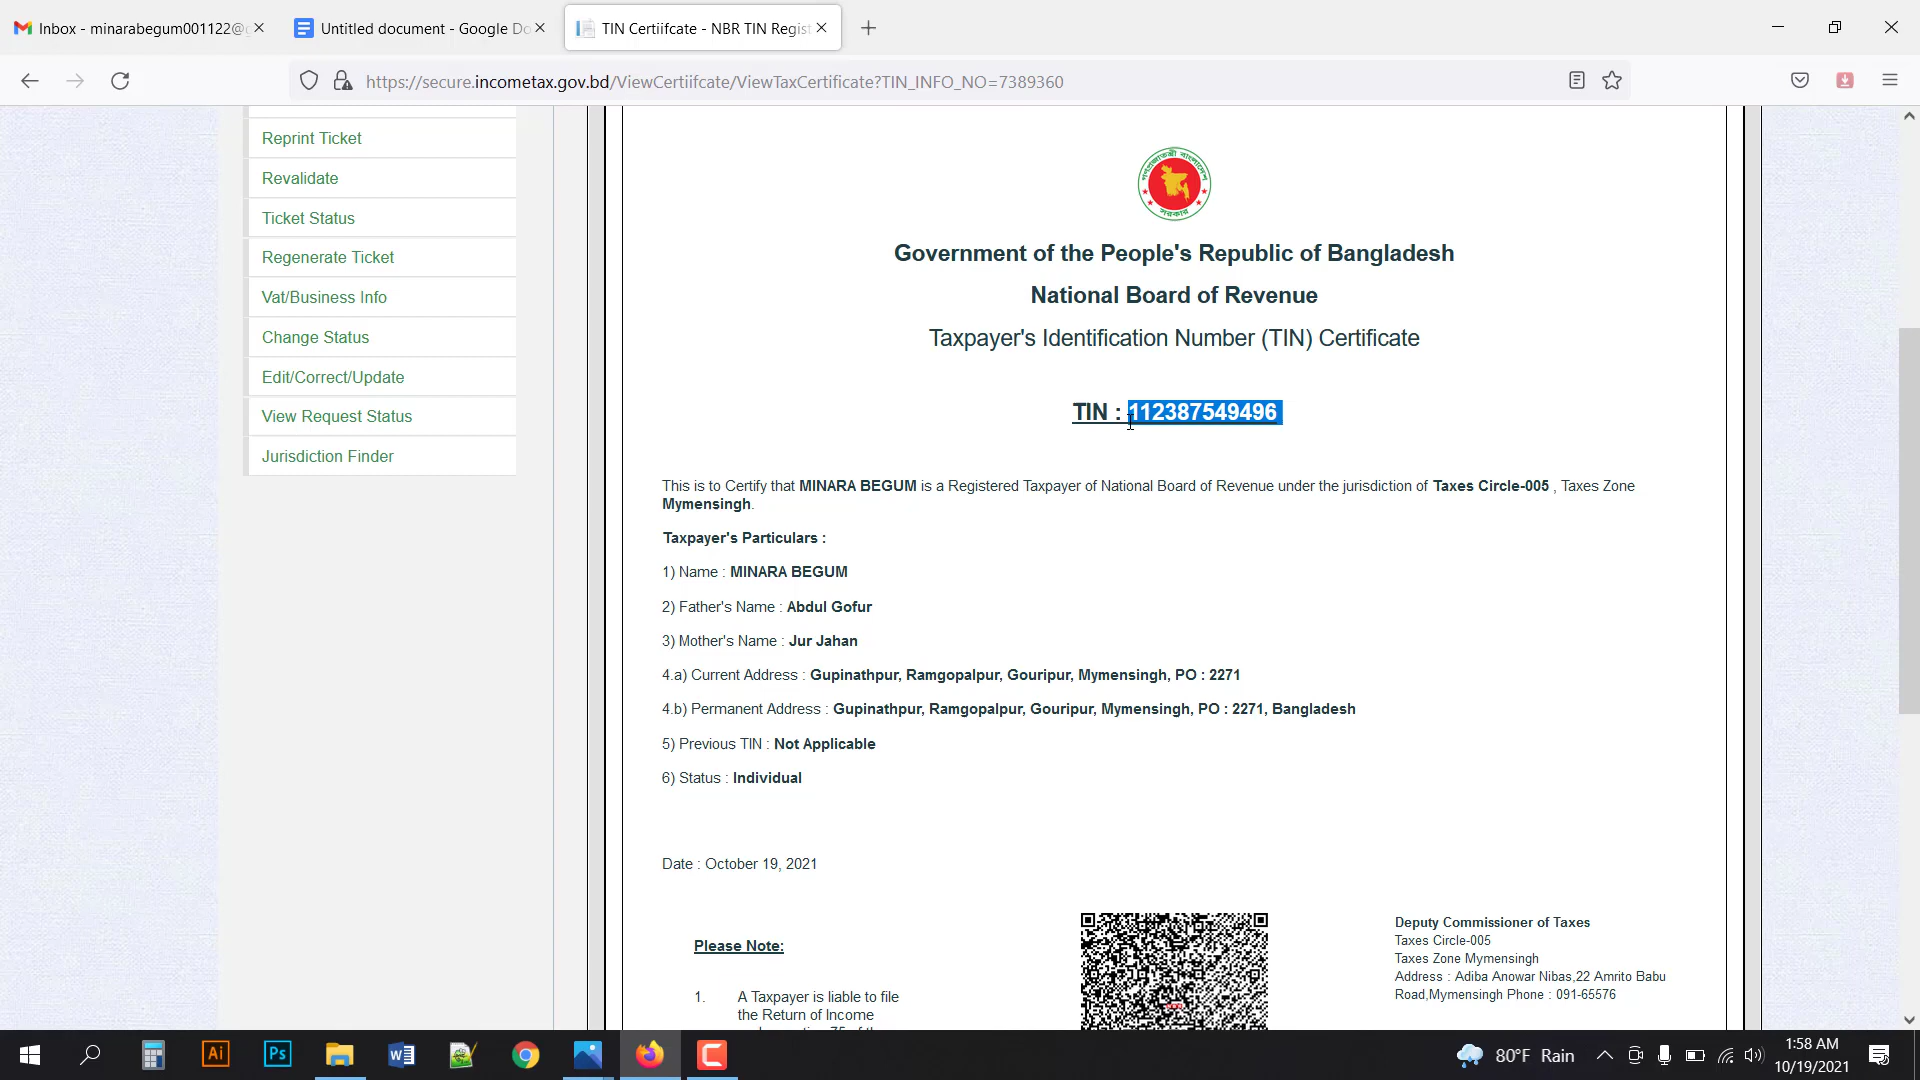 Inbox - minarabegum001122@g
Untitled document - Google Do
TIN Certiifcate - NBR TIN Regist
https://secure.incometax.gov.bd/ViewCertiifcate/ViewTaxCertificate?TIN_INFO_NO=7389360
Reprint Ticket
Revalidate
Ticket Status
Regenerate Ticket
Vat/Business Info
Change Status
Edit/Correct/Update
View Request Status
Jurisdiction Finder
গণপ্রজাতন্ত্রী বাংলাদেশ
সরকার
Government of the People's Republic of Bangladesh
National Board of Revenue
Taxpayer's Identification Number (TIN) Certificate
TIN : 112387549496
This is to Certify that MINARA BEGUM is a Registered Taxpayer of National Board of Revenue under the jurisdiction of Taxes Circle-005 , Taxes Zone
Mymensingh.
Taxpayer's Particulars :
1) Name : MINARA BEGUM
2) Father's Name : Abdul Gofur
3) Mother's Name : Jur Jahan
4.a) Current Address : Gupinathpur, Ramgopalpur, Gouripur, Mymensingh, PO : 2271
4.b) Permanent Address : Gupinathpur, Ramgopalpur, Gouripur, Mymensingh, PO : 2271, Bangladesh
5) Previous TIN : Not Applicable
6) Status : Individual
Date : October 19, 2021
Please Note:
1. A Taxpayer is liable to file
the Return of Income
Deputy Commissioner of Taxes
Taxes Circle-005
Taxes Zone Mymensingh
Address : Adiba Anowar Nibas,22 Amrito Babu
Road,Mymensingh Phone : 091-65576
Ai
Ps
80°F Rain
1:58 AM
10/19/2021